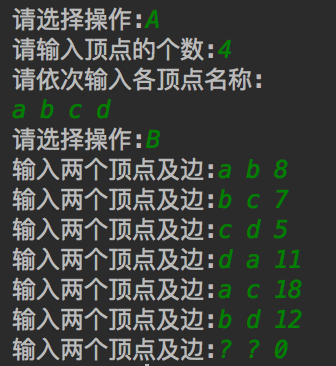 请选择操作:A
请输入顶点的个数:4
请依次输入各顶点名称:
a b c d
请选择操作:B
输入两个顶点及边:a b 8
输入两个顶点及边:b c 7
输入两个顶点及边:c d 5
输入两个顶点及边:d a 11
输入两个顶点及边:a c 18
输入两个顶点及边:b d 12
输入两个顶点及边:? ? 0